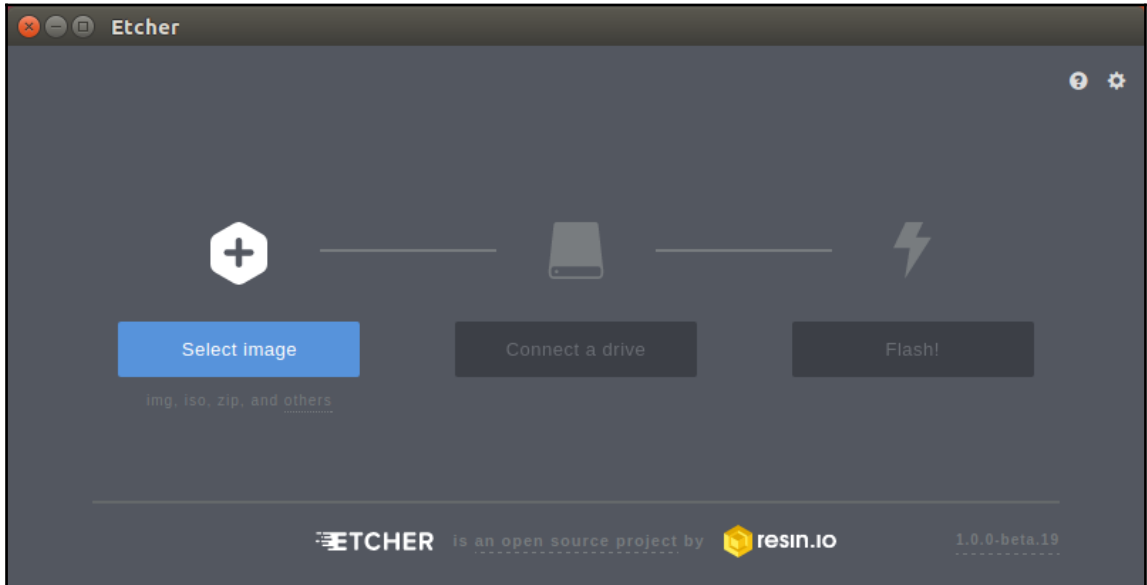 Etcher
Select image
Connect a drive
Flash!
img, iso, zip, and others
ETCHER is an open source project by resin.io
1.0.0-beta.19